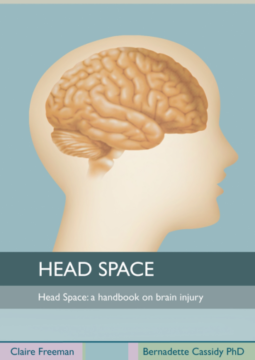 HEAD SPACE
Head Space: a handbook on brain injury
Claire Freeman
Bernadette Cassidy PhD